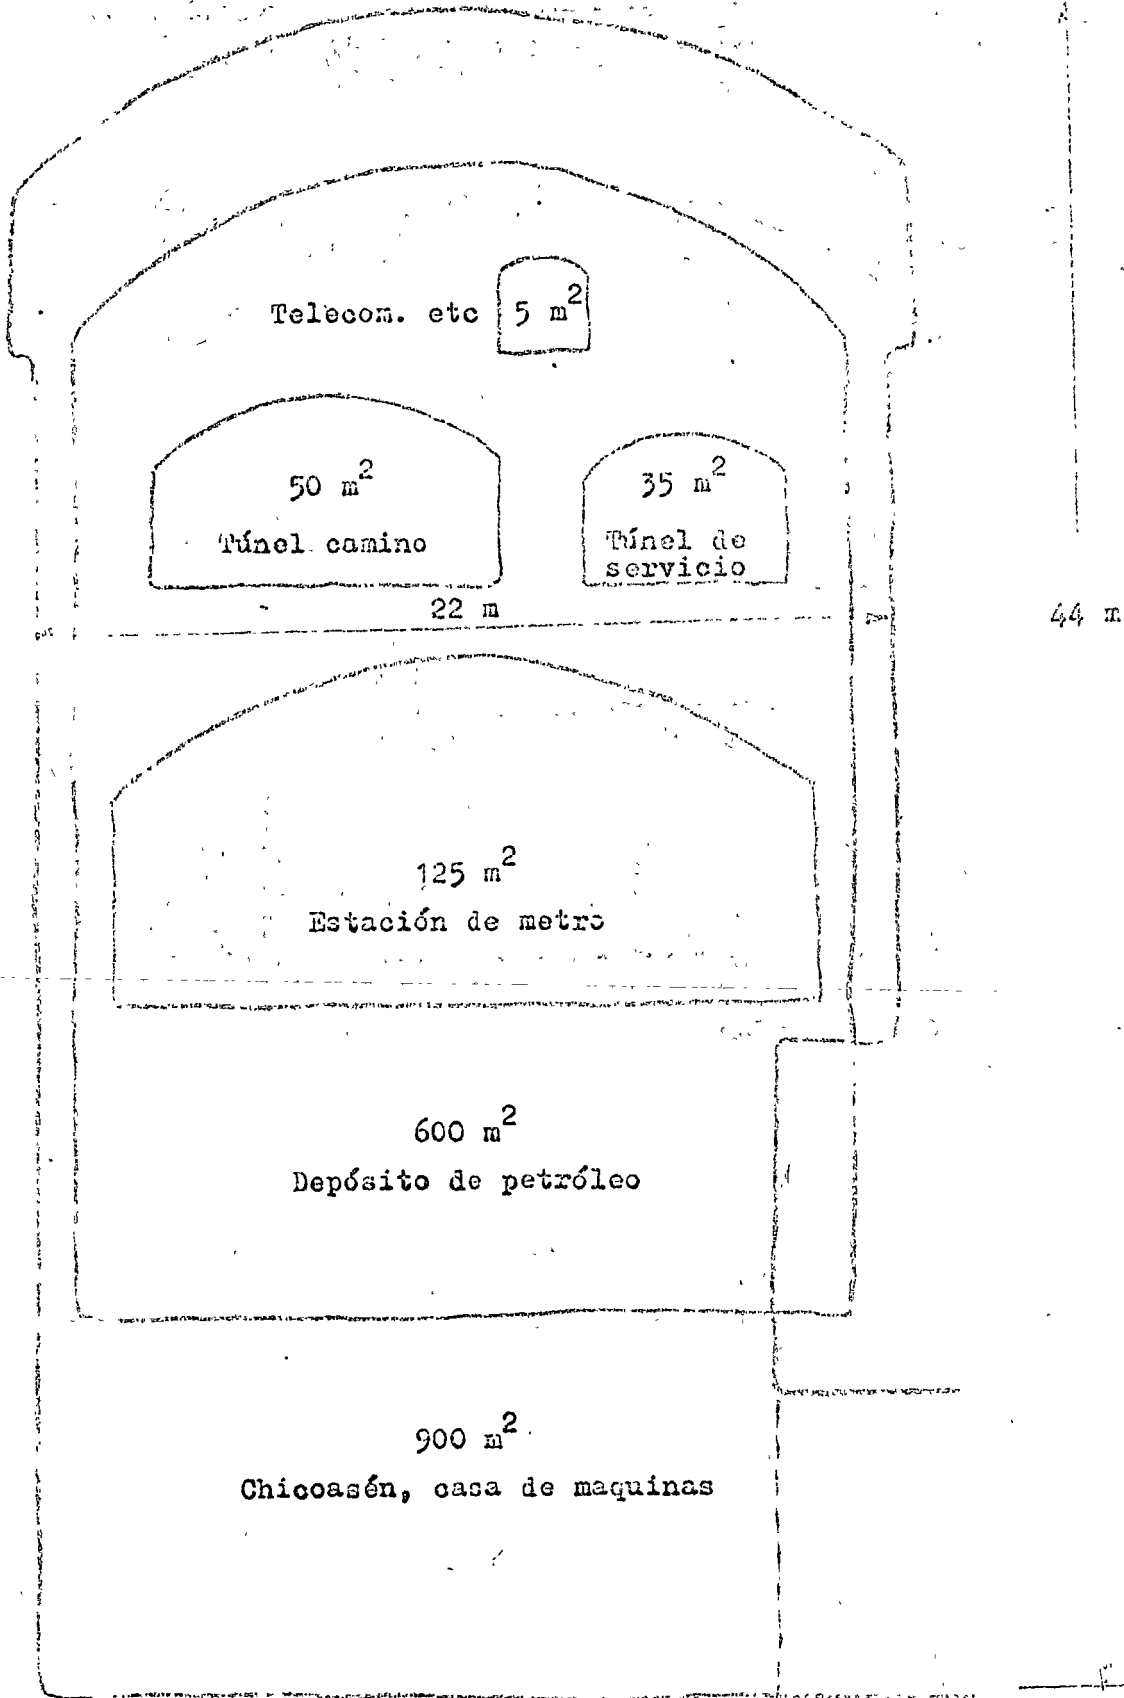 Telecom. etc 5 m²
50 m²
Túnel camino
35 m²
Túnel de
servicio
22 m
44 m
125 m²
Estación de metro
600 m²
Depósito de petróleo
900 m²
Chicoasén, casa de maquinas